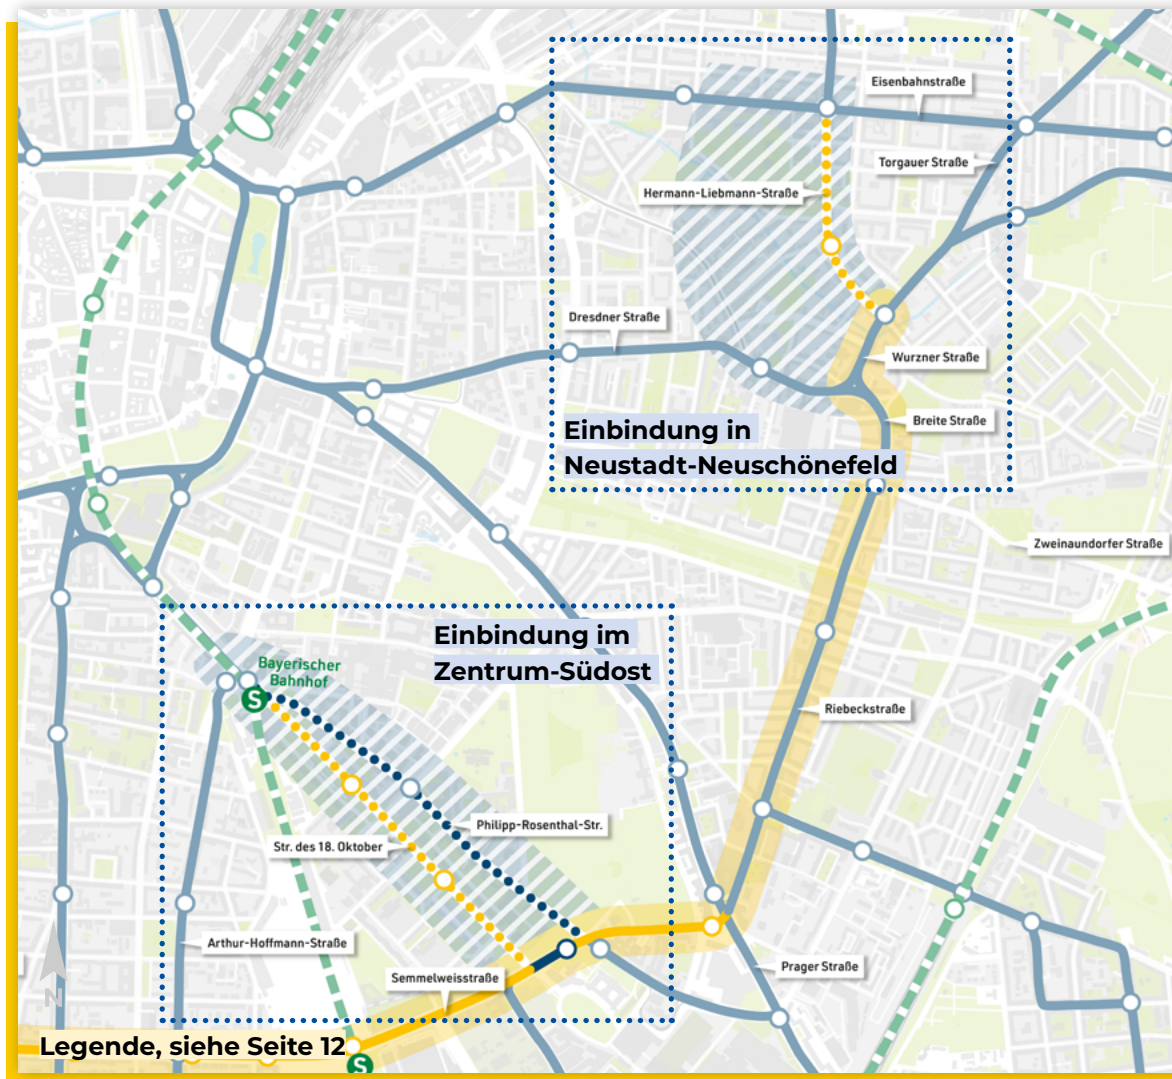 Eisenbahnstraße
Torgauer Straße
Hermann-Liebmann-Straße
Dresdner Straße
Wurzner Straße
Breite Straße
Einbindung in
Neustadt-Neuschönefeld
Zweinaundorfer Straße
Einbindung im
Zentrum-Südost
Bayerischer
Bahnhof
S
Riebeckstraße
Philipp-Rosenthal-Str.
Str. des 18. Oktober
Arthur-Hoffmann-Straße
Prager Straße
Semmelweisstraße
N
Legende, siehe Seite 12
S